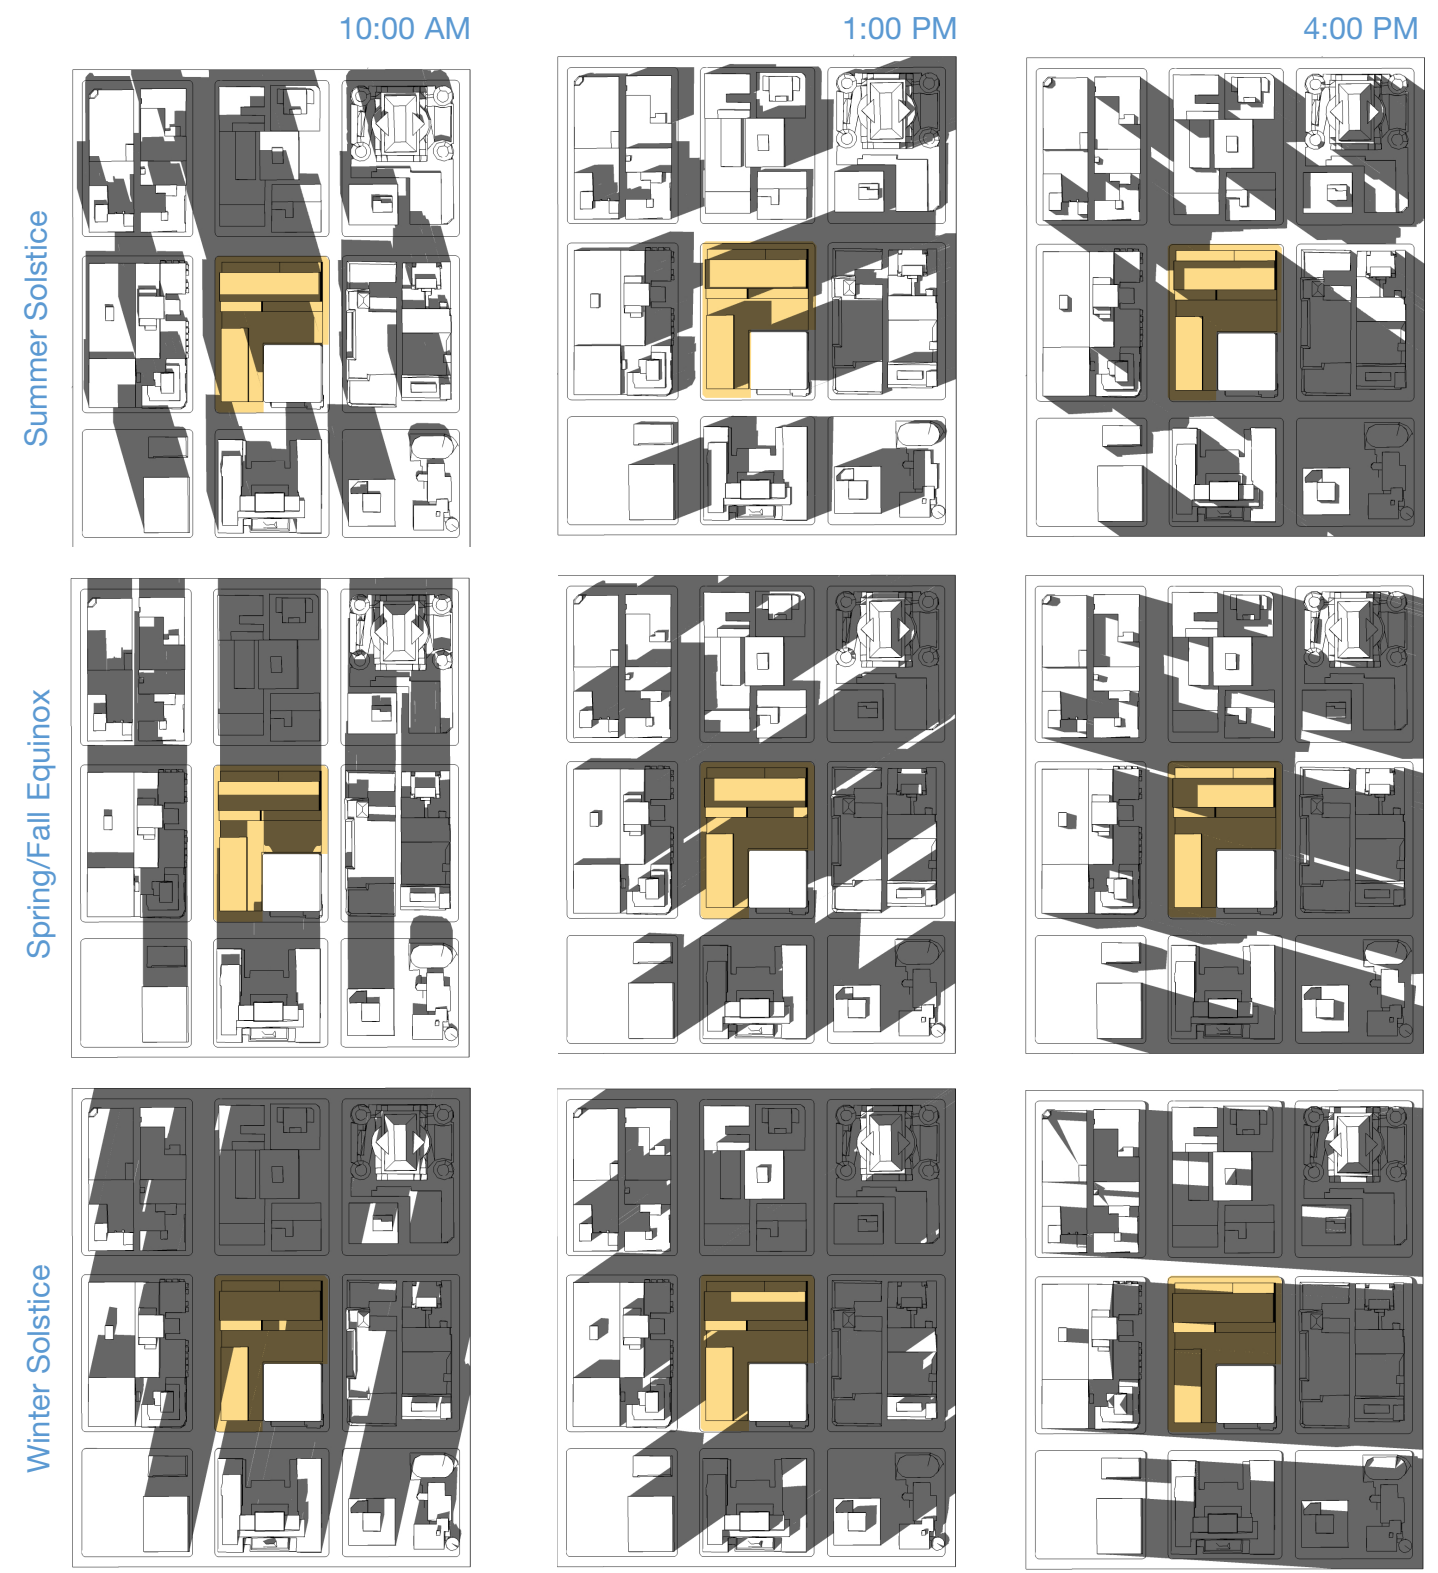 10:00 AM
1:00 PM
4:00 PM
Summer Solstice
Spring/Fall Equinox
Winter Solstice